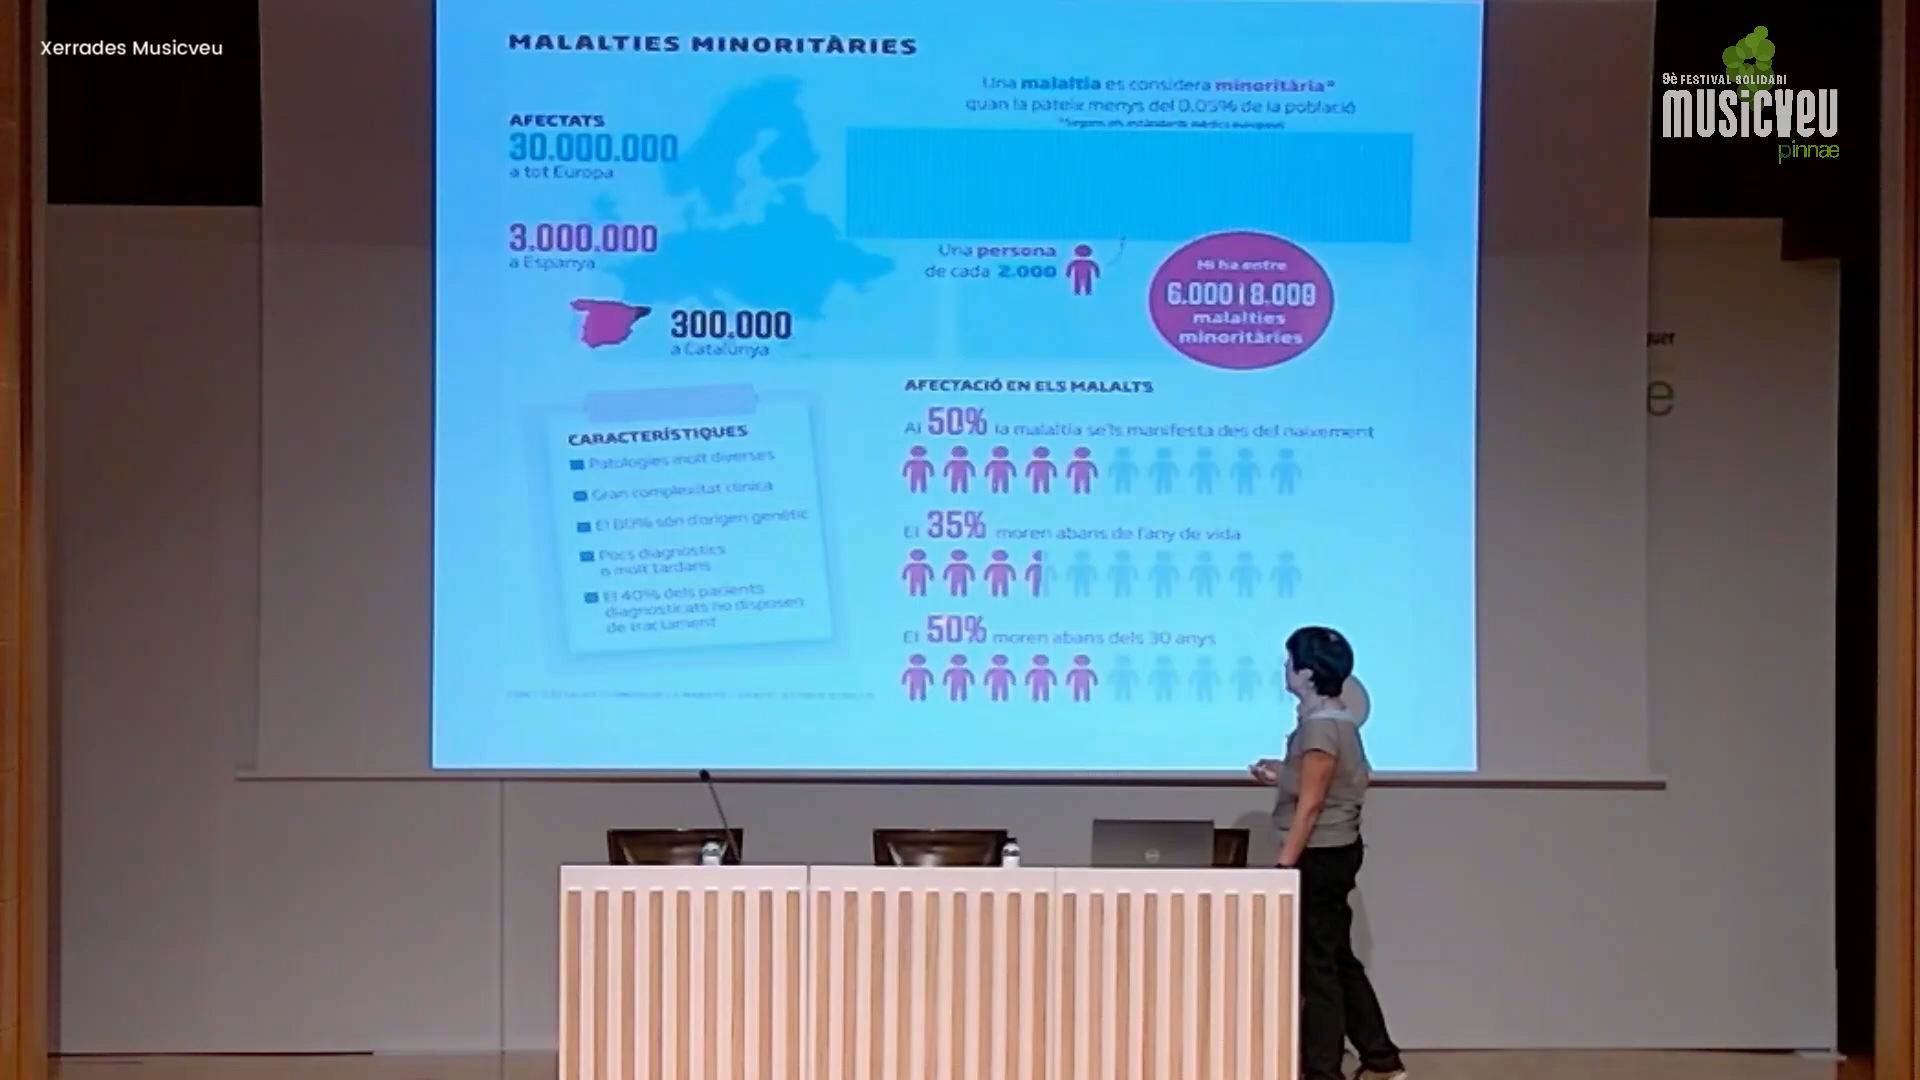 Xerrades Musicveu
9è FESTIVAL SOLIDARI
musicveu
pinnae
MALALTIES MINORITÀRIES
AFECTATS
30.000.000
a tot Europa
3.000.000
a Espanya
300.000
a Catalunya
Una malaltia es considera minoritària*
quan la pateix menys del 0,05% de la població
*Segons els estàndards mèdics europeus
Una persona
de cada 2.000
Hi ha entre
6.000 i 8.000
malalties
minoritàries
CARACTERÍSTIQUES
Patologies molt diverses
Gran complexitat clínica
El 80% són d'origen genètic
Pocs diagnòstics
o molt tardans
El 40% dels pacients
diagnosticats no disposen
de tractament
AFECTACIÓ EN ELS MALALTS
Al 50% la malaltia se'ls manifesta des del naixement
El 35% moren abans de l'any de vida
El 50% moren abans dels 30 anys
e